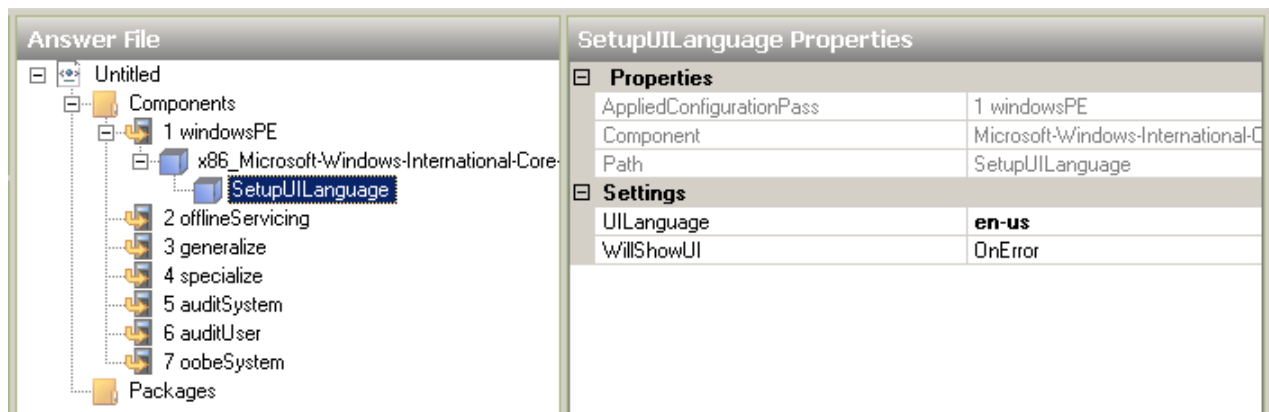 Answer File
Untitled
Components
1 windowsPE
x86_Microsoft-Windows-International-Core-
SetupUILanguage
2 offlineServicing
3 generalize
4 specialize
5 auditSystem
6 auditUser
7 oobeSystem
Packages
SetupUILanguage Properties
Properties
AppliedConfigurationPass 1 windowsPE
Component Microsoft-Windows-International-C
Path SetupUILanguage
Settings
UILanguage en-us
WillShowUI OnError